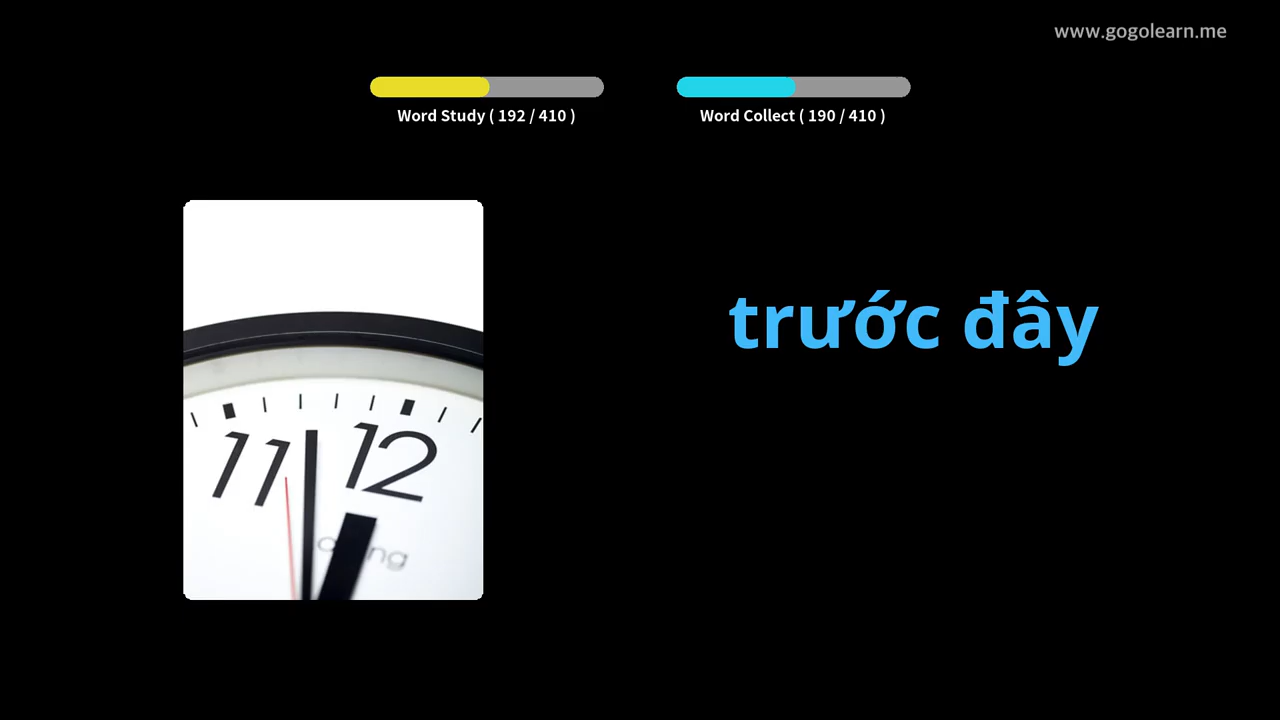 www.gogolearn.me
Word Study ( 192 / 410 )
Word Collect ( 190 / 410 )
trước đây
11
12